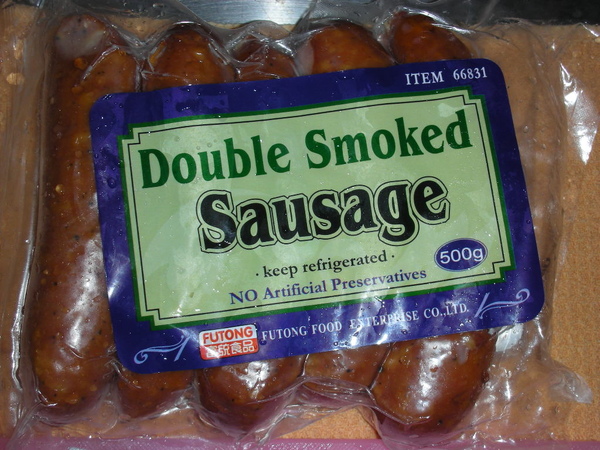 ITEM 66831
Double Smoked
Sausage
· keep refrigerated ·
500g
NO Artificial Preservatives
FUTONG
FUTONG FOOD ENTERPRISE CO.,LTD.